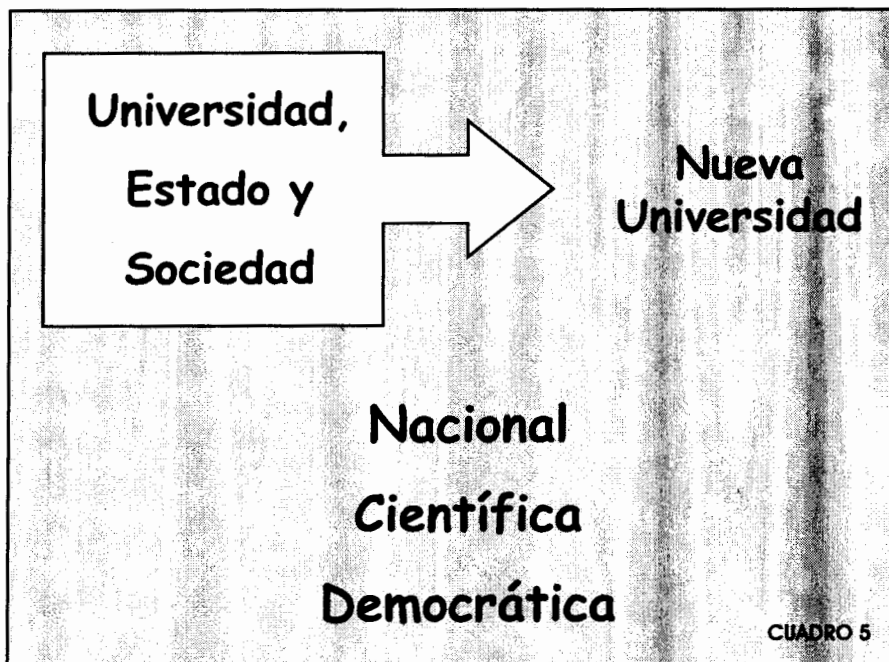 Universidad,
Estado y
Sociedad
Nueva
Universidad
Nacional
Científica
Democrática
CUADRO 5